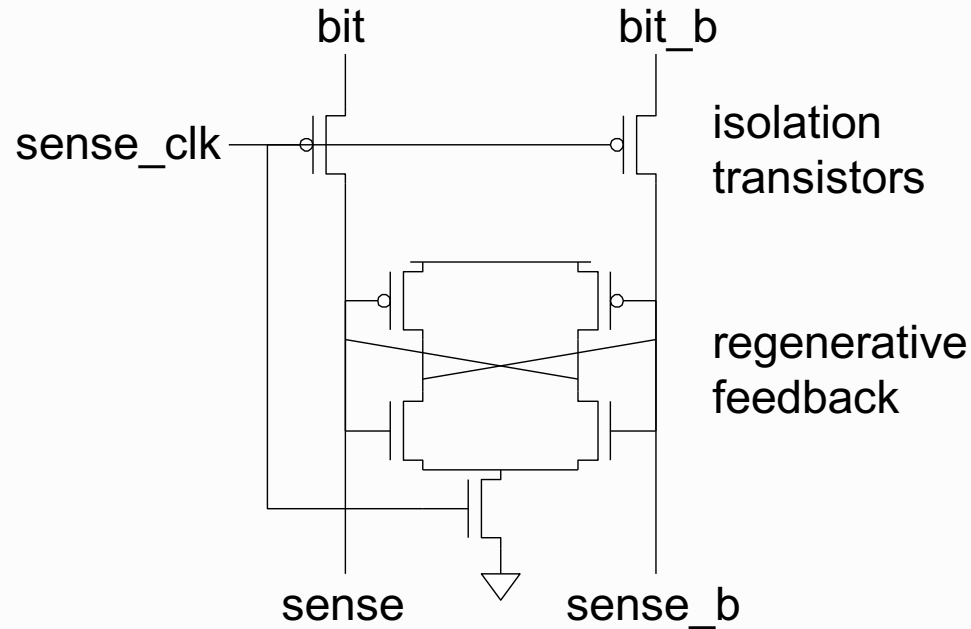 bit
bit_b
sense_clk
isolation
transistors
regenerative
feedback
sense
sense_b